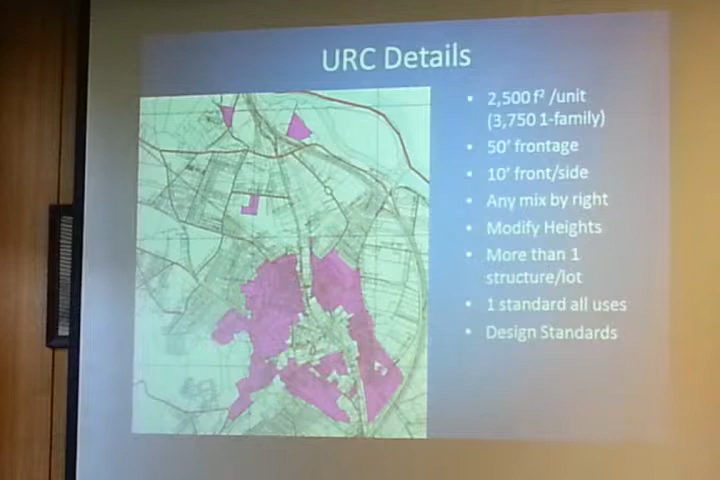 URC Details
• 2,500 f² /unit
(3,750 1-family)
• 50' frontage
• 10' front/side
• Any mix by right
• Modify Heights
• More than 1
structure/lot
• 1 standard all uses
• Design Standards